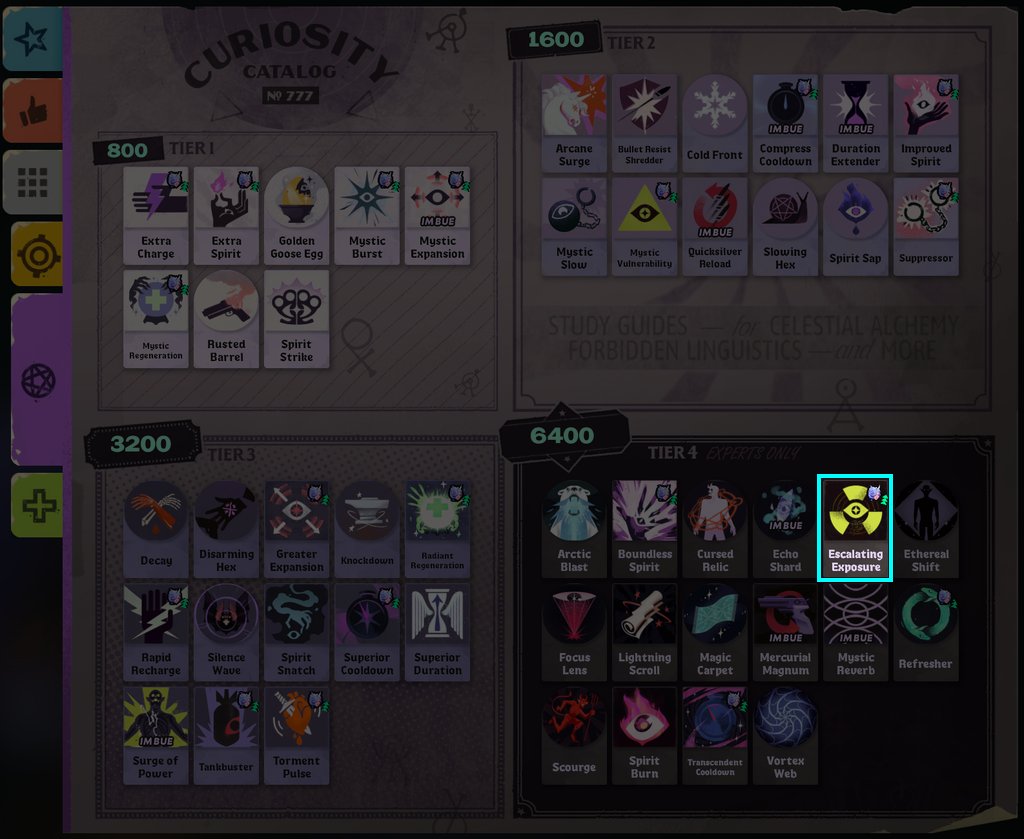 CURIOSITY
CATALOG
Nº 777
800 TIER 1
Extra Charge
Extra Spirit
Golden Goose Egg
Mystic Burst
IMBUE
Mystic Expansion
Mystic Regeneration
Rusted Barrel
Spirit Strike
1600 TIER 2
Arcane Surge
Bullet Resist Shredder
Cold Front
IMBUE
Compress Cooldown
IMBUE
Duration Extender
Improved Spirit
Mystic Slow
Mystic Vulnerability
IMBUE
Quicksilver Reload
Slowing Hex
Spirit Sap
Suppressor
STUDY GUIDES — for CELESTIAL ALCHEMY
FORBIDDEN LINGUISTICS — and MORE
3200 TIER 3
Decay
Disarming Hex
Greater Expansion
Knockdown
Radiant Regeneration
Rapid Recharge
Silence Wave
Spirit Snatch
Superior Cooldown
Superior Duration
IMBUE
Surge of Power
Tankbuster
Torment Pulse
6400 TIER 4 EXPERTS ONLY
Arctic Blast
Boundless Spirit
Cursed Relic
IMBUE
Echo Shard
Escalating Exposure
Ethereal Shift
Focus Lens
Lightning Scroll
Magic Carpet
IMBUE
Mercurial Magnum
IMBUE
Mystic Reverb
Refresher
Scourge
Spirit Burn
Transcendent Cooldown
Vortex Web